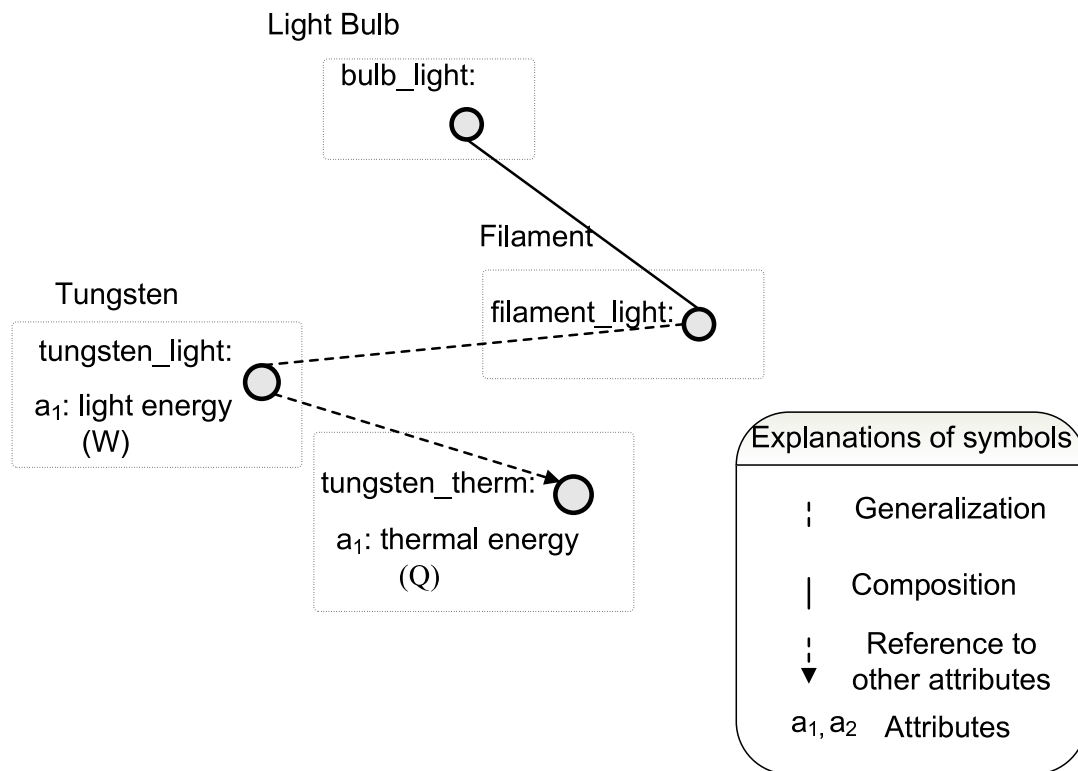 Light Bulb
bulb_light:
Filament
filament_light:
Tungsten
tungsten_light:
a₁: light energy
(W)
tungsten_therm:
a₁: thermal energy
(Q)
Explanations of symbols
Generalization
Composition
Reference to
other attributes
a₁, a₂ Attributes